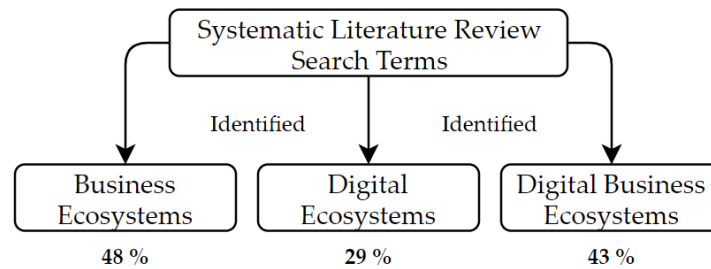 Systematic Literature Review
Search Terms
Identified
Identified
Business
Ecosystems
Digital
Ecosystems
Digital Business
Ecosystems
48 %
29 %
43 %